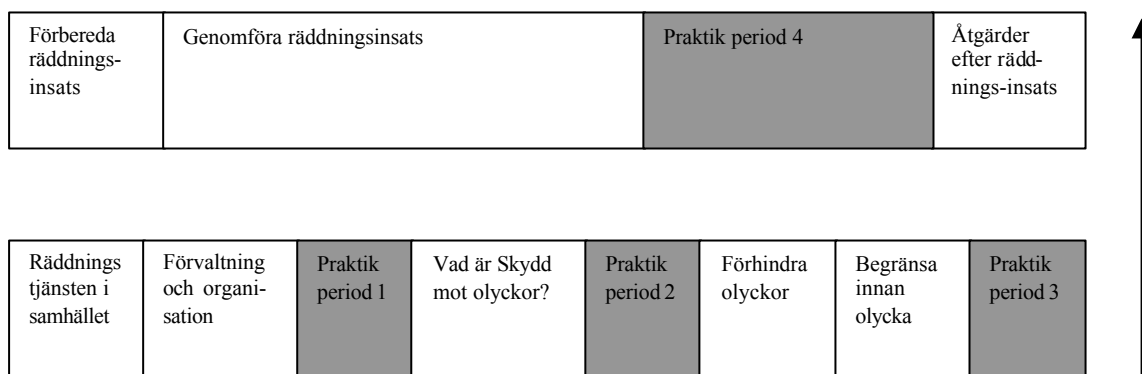 Förbereda
räddnings-
insats
Genomföra räddningsinsats
Praktik period 4
Åtgärder
efter rädd-
nings-insats
Räddnings
tjänsten i
samhället
Förvaltning
och organi-
sation
Praktik
period 1
Vad är Skydd
mot olyckor?
Praktik
period 2
Förhindra
olyckor
Begränsa
innan
olycka
Praktik
period 3